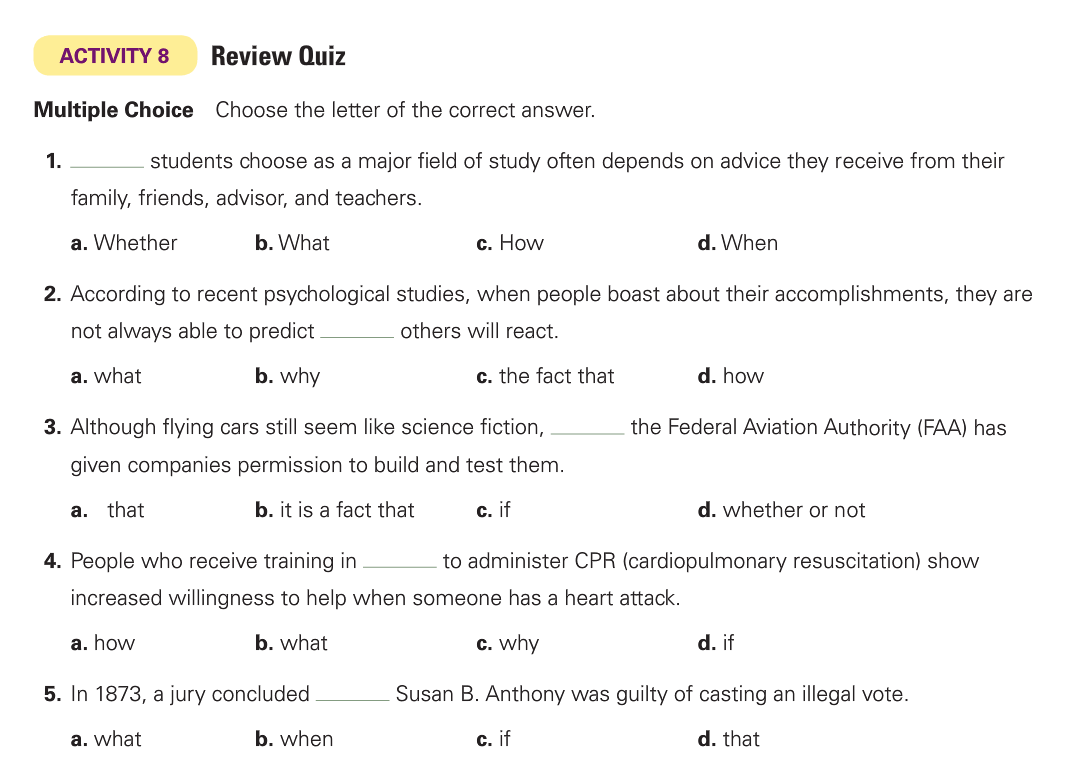 ACTIVITY 8 Review Quiz
Multiple Choice Choose the letter of the correct answer.
1. ______ students choose as a major field of study often depends on advice they receive from their
family, friends, advisor, and teachers.
a. Whether b. What c. How d. When
2. According to recent psychological studies, when people boast about their accomplishments, they are
not always able to predict ______ others will react.
a. what b. why c. the fact that d. how
3. Although flying cars still seem like science fiction, ______ the Federal Aviation Authority (FAA) has
given companies permission to build and test them.
a. that b. it is a fact that c. if d. whether or not
4. People who receive training in ______ to administer CPR (cardiopulmonary resuscitation) show
increased willingness to help when someone has a heart attack.
a. how b. what c. why d. if
5. In 1873, a jury concluded ______ Susan B. Anthony was guilty of casting an illegal vote.
a. what b. when c. if d. that